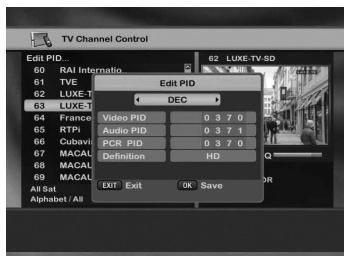 TV Channel Control
Edit PID...
62 LUXE-TV-SD
60 RAI Internatio
61 TVE
62 LUXE-T
63 LUXE-T
64 France
65 RTPi
66 Cubavi
67 MACAU
68 MACAU
69 MACAU
All Sat
Alphabet / All
Edit PID
DEC
Video PID 0 3 7 0
Audio PID 0 3 7 1
PCR PID 0 3 7 0
Definition HD
EXIT Exit
OK Save
Q
OR